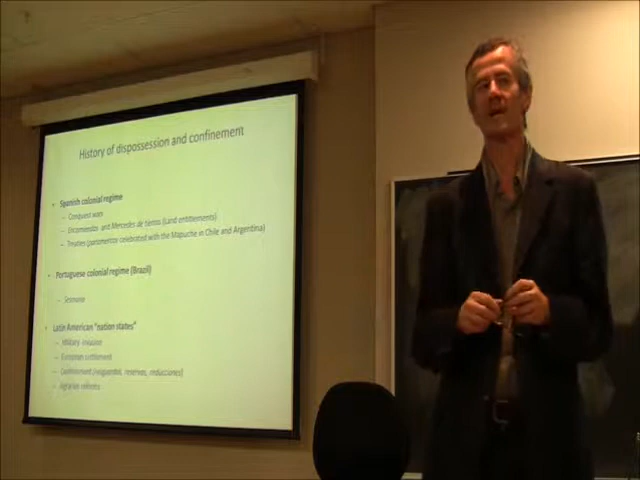 History of dispossession and confinement
• Spanish colonial regime
– Conquest wars
– Encomiendas and Mercedes de tierras (Land entitlements)
– Treaties (parlamentos celebrated with the Mapuche in Chile and Argentina)
• Portuguese colonial regime (Brazil)
– Sesmarie
• Latin American "nation states"
– Military invasion
– European settlement
– Confinement (resguardos, reservas, reducciones)
– Agrarian reforms